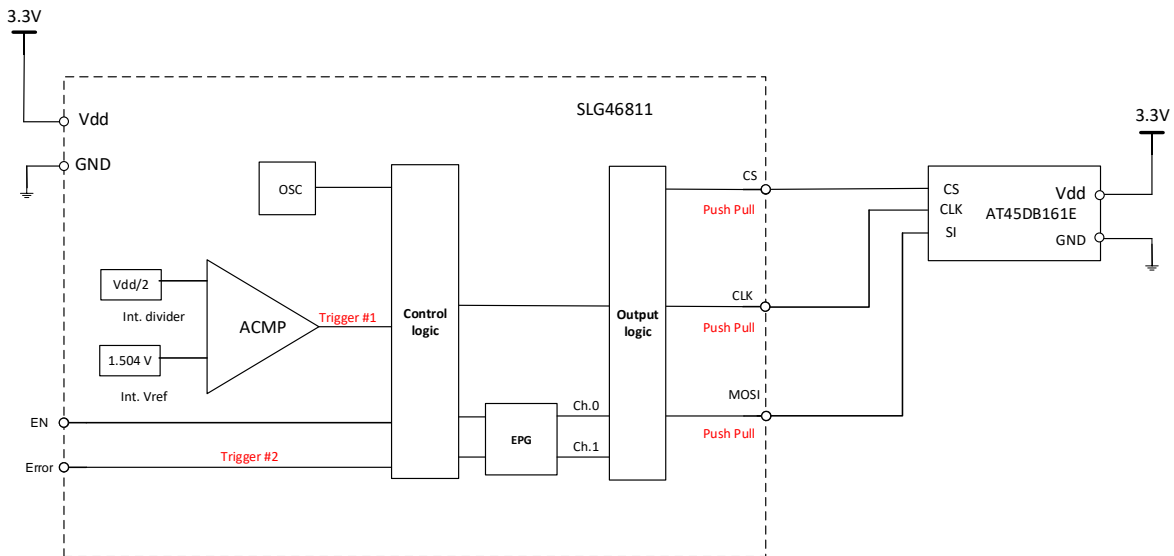 3.3V
SLG46811
Vdd
3.3V
GND
OSC
CS
Push Pull
CS
Vdd
CLK
AT45DB161E
SI
GND
Vdd/2
Int. divider
ACMP
Trigger #1
Control
logic
Output
logic
CLK
Push Pull
1.504 V
Int. Vref
MOSI
Push Pull
EN
Ch.0
EPG
Ch.1
Error
Trigger #2